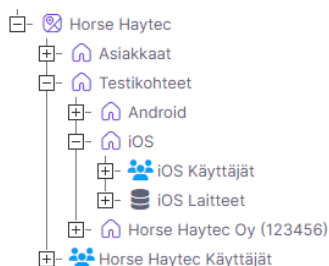 Horse Haytec
Asiakkaat
Testikohteet
Android
iOS
iOS Käyttäjät
iOS Laitteet
Horse Haytec Oy (123456)
Horse Haytec Käyttäjät